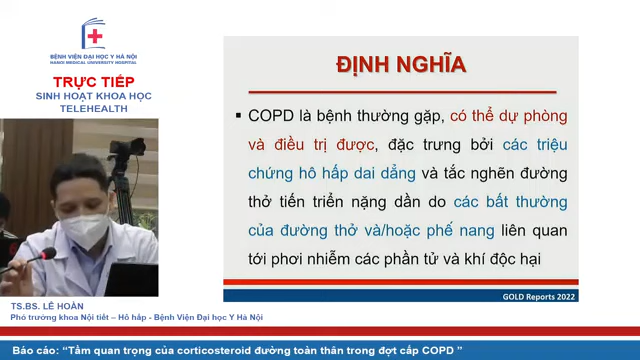 BỆNH VIỆN ĐẠI HỌC Y HÀ NỘI
HANOI MEDICAL UNIVERSITY HOSPITAL
TRỰC TIẾP
SINH HOẠT KHOA HỌC
TELEHEALTH
ĐỊNH NGHĨA
▪ COPD là bệnh thường gặp, có thể dự phòng
và điều trị được, đặc trưng bởi các triệu
chứng hô hấp dai dẳng và tắc nghẽn đường
thở tiến triển nặng dần do các bất thường
của đường thở và/hoặc phế nang liên quan
tới phơi nhiễm các phần tử và khí độc hại
GOLD Reports 2022
TS.BS. LÊ HOÀN
Phó trưởng khoa Nội tiết – Hô hấp - Bệnh Viện Đại học Y Hà Nội
Báo cáo: “Tầm quan trọng của corticosteroid đường toàn thân trong đợt cấp COPD ”